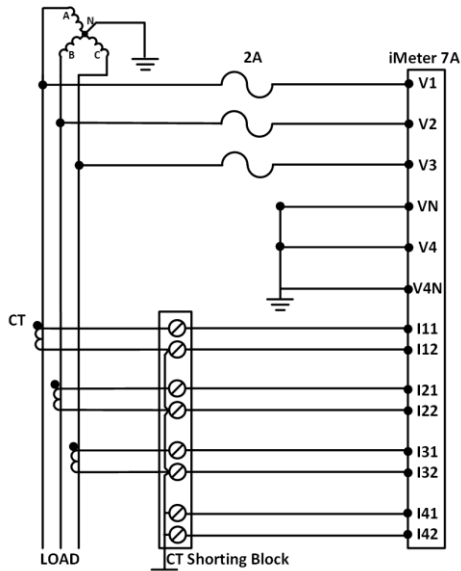 A
N
B
C
2A
iMeter 7A
V1
V2
V3
VN
V4
V4N
CT
I11
I12
I21
I22
I31
I32
I41
I42
LOAD
CT Shorting Block